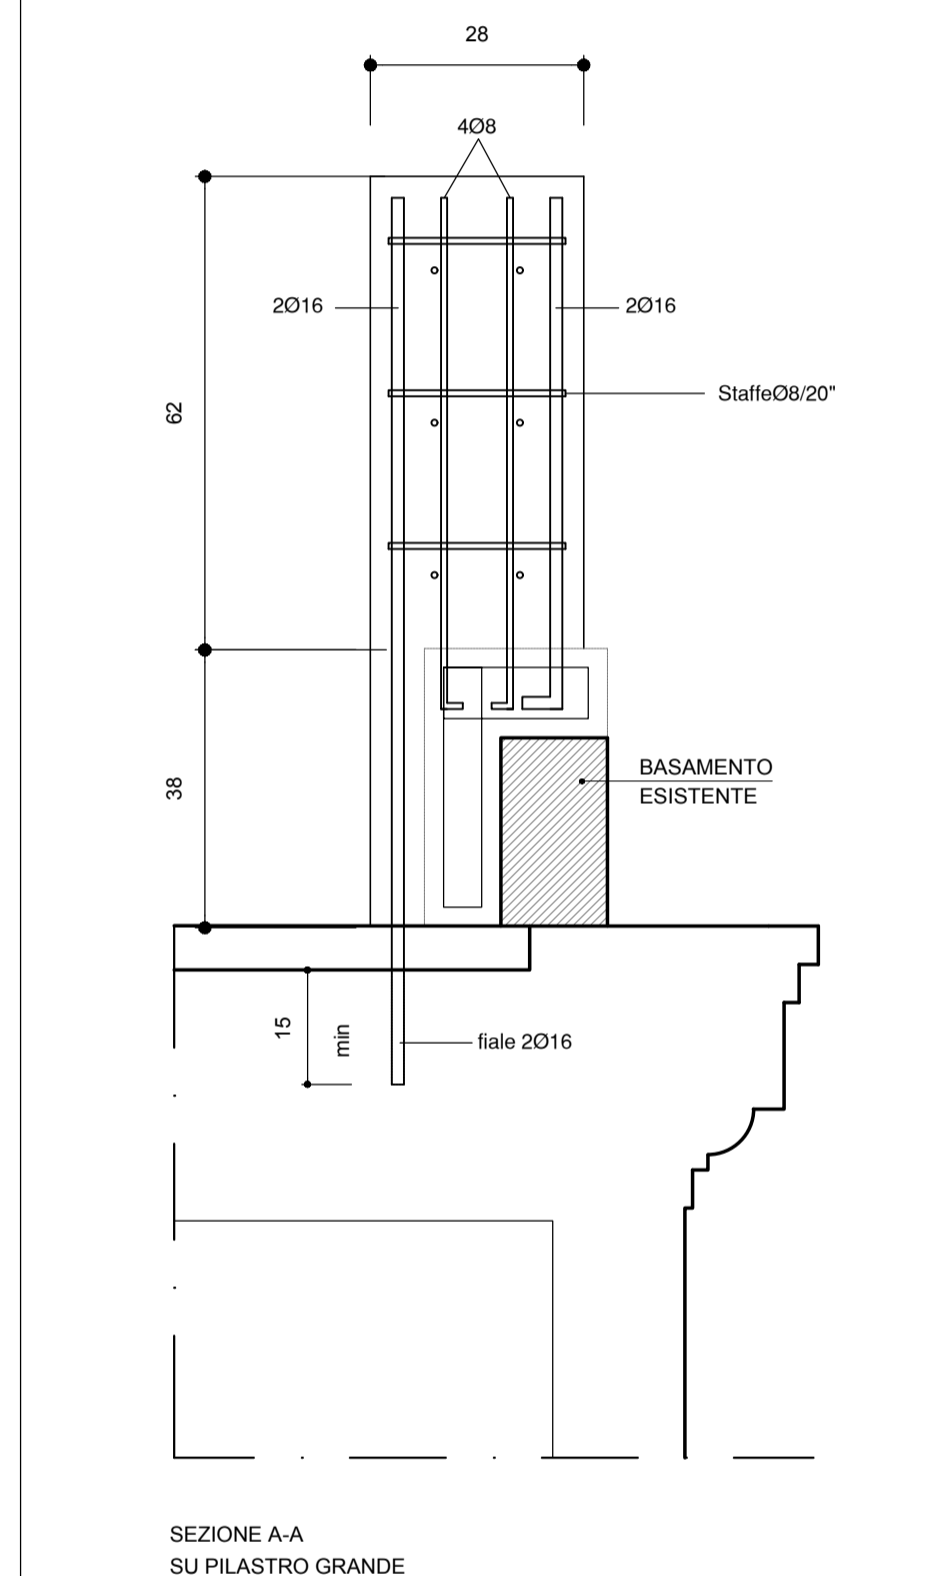 28
4Ø8
2Ø16
2Ø16
StaffeØ8/20"
62
BASAMENTO
ESISTENTE
38
15
min
fiale 2Ø16
SEZIONE A-A
SU PILASTRO GRANDE